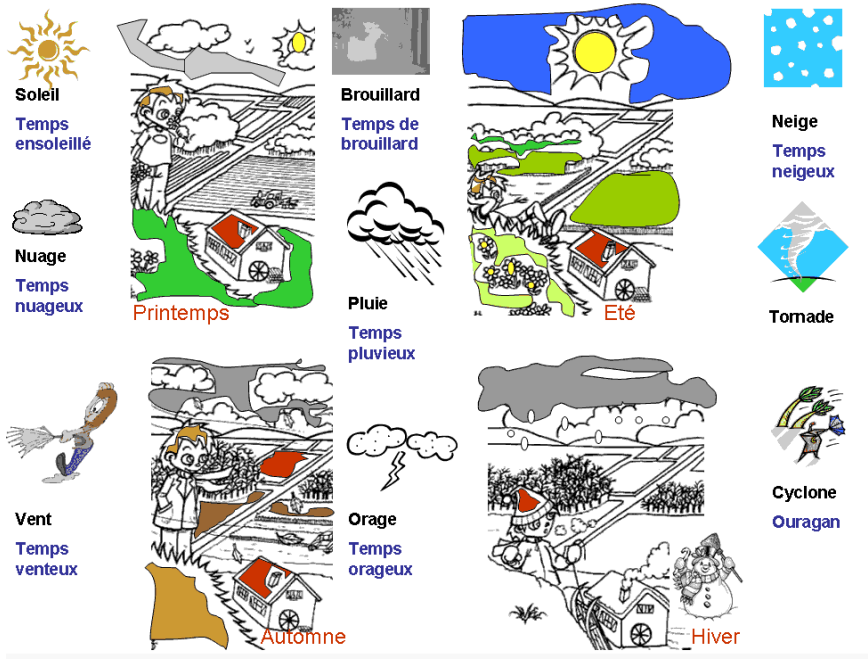 Soleil
Temps
ensoleillé
Brouillard
Temps de
brouillard
Neige
Temps
neigeux
Nuage
Temps
nuageux
Printemps
Pluie
Temps
pluvieux
Eté
Tornade
Vent
Temps
venteux
Automne
Orage
Temps
orageux
Hiver
Cyclone
Ouragan